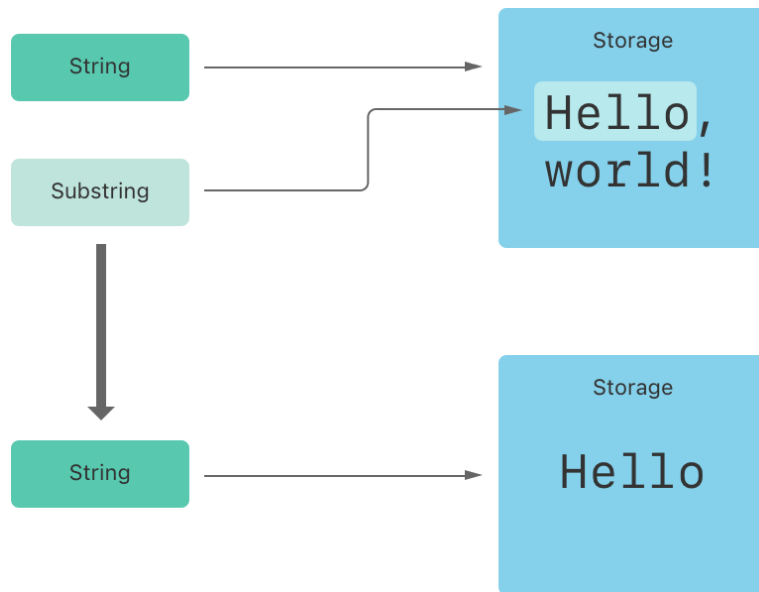 String
Storage
Hello,
world!
Substring
Storage
String
Hello